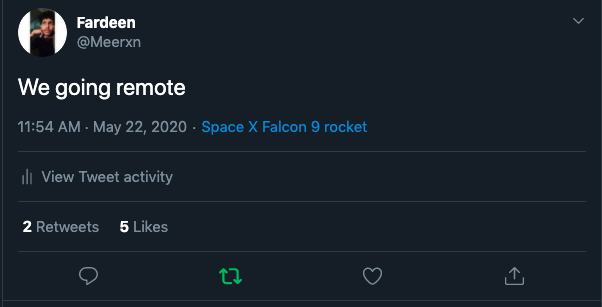 Fardeen
@Meerxn
We going remote
11:54 AM · May 22, 2020 · Space X Falcon 9 rocket
View Tweet activity
2 Retweets 5 Likes